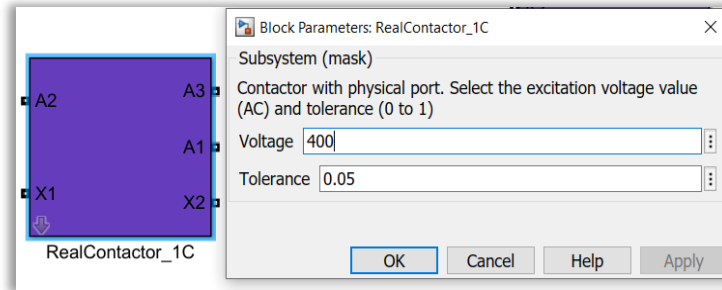 A2
A3
A1
X1
X2
RealContactor_1C
Block Parameters: RealContactor_1C
Subsystem (mask)
Contactor with physical port. Select the excitation voltage value
(AC) and tolerance (0 to 1)
Voltage 400
Tolerance 0.05
OK Cancel Help Apply